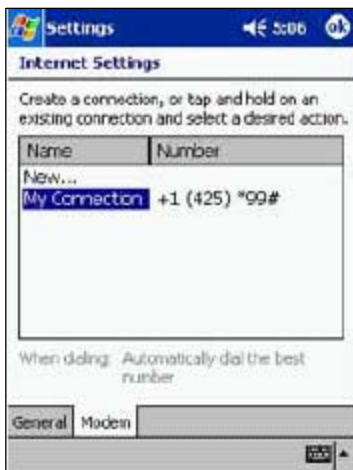 Settings 5:06 ok
Internet Settings
Create a connection, or tap and hold on an
existing connection and select a desired action.
Name Number
New...
My Connection +1 (425) *99#
When dialing: Automatically dial the best
number
General Modem